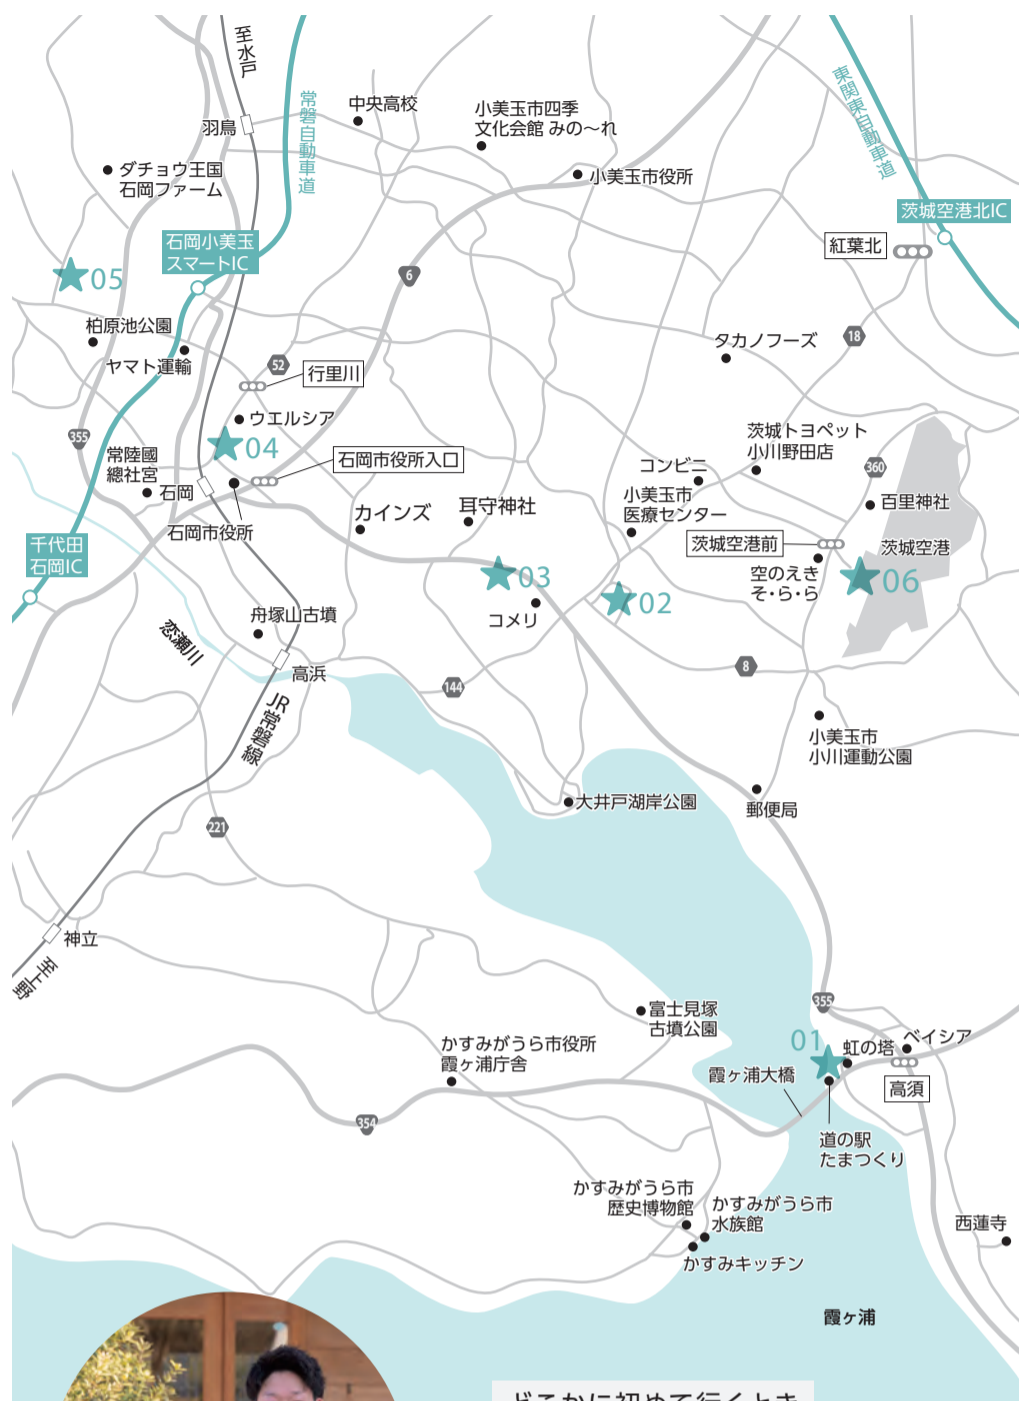 至水戸
常磐自動車道
東関東自動車道
中央高校
小美玉市四季
文化会館 みの〜れ
羽鳥
ダチョウ王国
石岡ファーム
小美玉市役所
茨城空港北IC
石岡小美玉
スマートIC
紅葉北
05
6
柏原池公園
ヤマト運輸
タカノフーズ
18
52
行里川
ウエルシア
355
04
常陸國
總社宮
石岡
石岡市役所入口
茨城トヨペット
小川野田店
コンビニ
360
小美玉市
医療センター
百里神社
カインズ
耳守神社
石岡市役所
茨城空港前
茨城空港
千代田
石岡IC
空のえき
そ・ら・ら
03
02
06
コメリ
舟塚山古墳
恋瀬川
高浜
8
144
JR常磐線
小美玉市
小川運動公園
大井戸湖岸公園
郵便局
221
神立
至上野
355
富士見塚
古墳公園
01
虹の塔
ベイシア
かすみがうら市役所
霞ヶ浦庁舎
霞ヶ浦大橋
高須
354
道の駅
たまつくり
かすみがうら市
歴史博物館
かすみがうら市
水族館
西蓮寺
かすみキッチン
霞ヶ浦
どこかに初めて行くとき